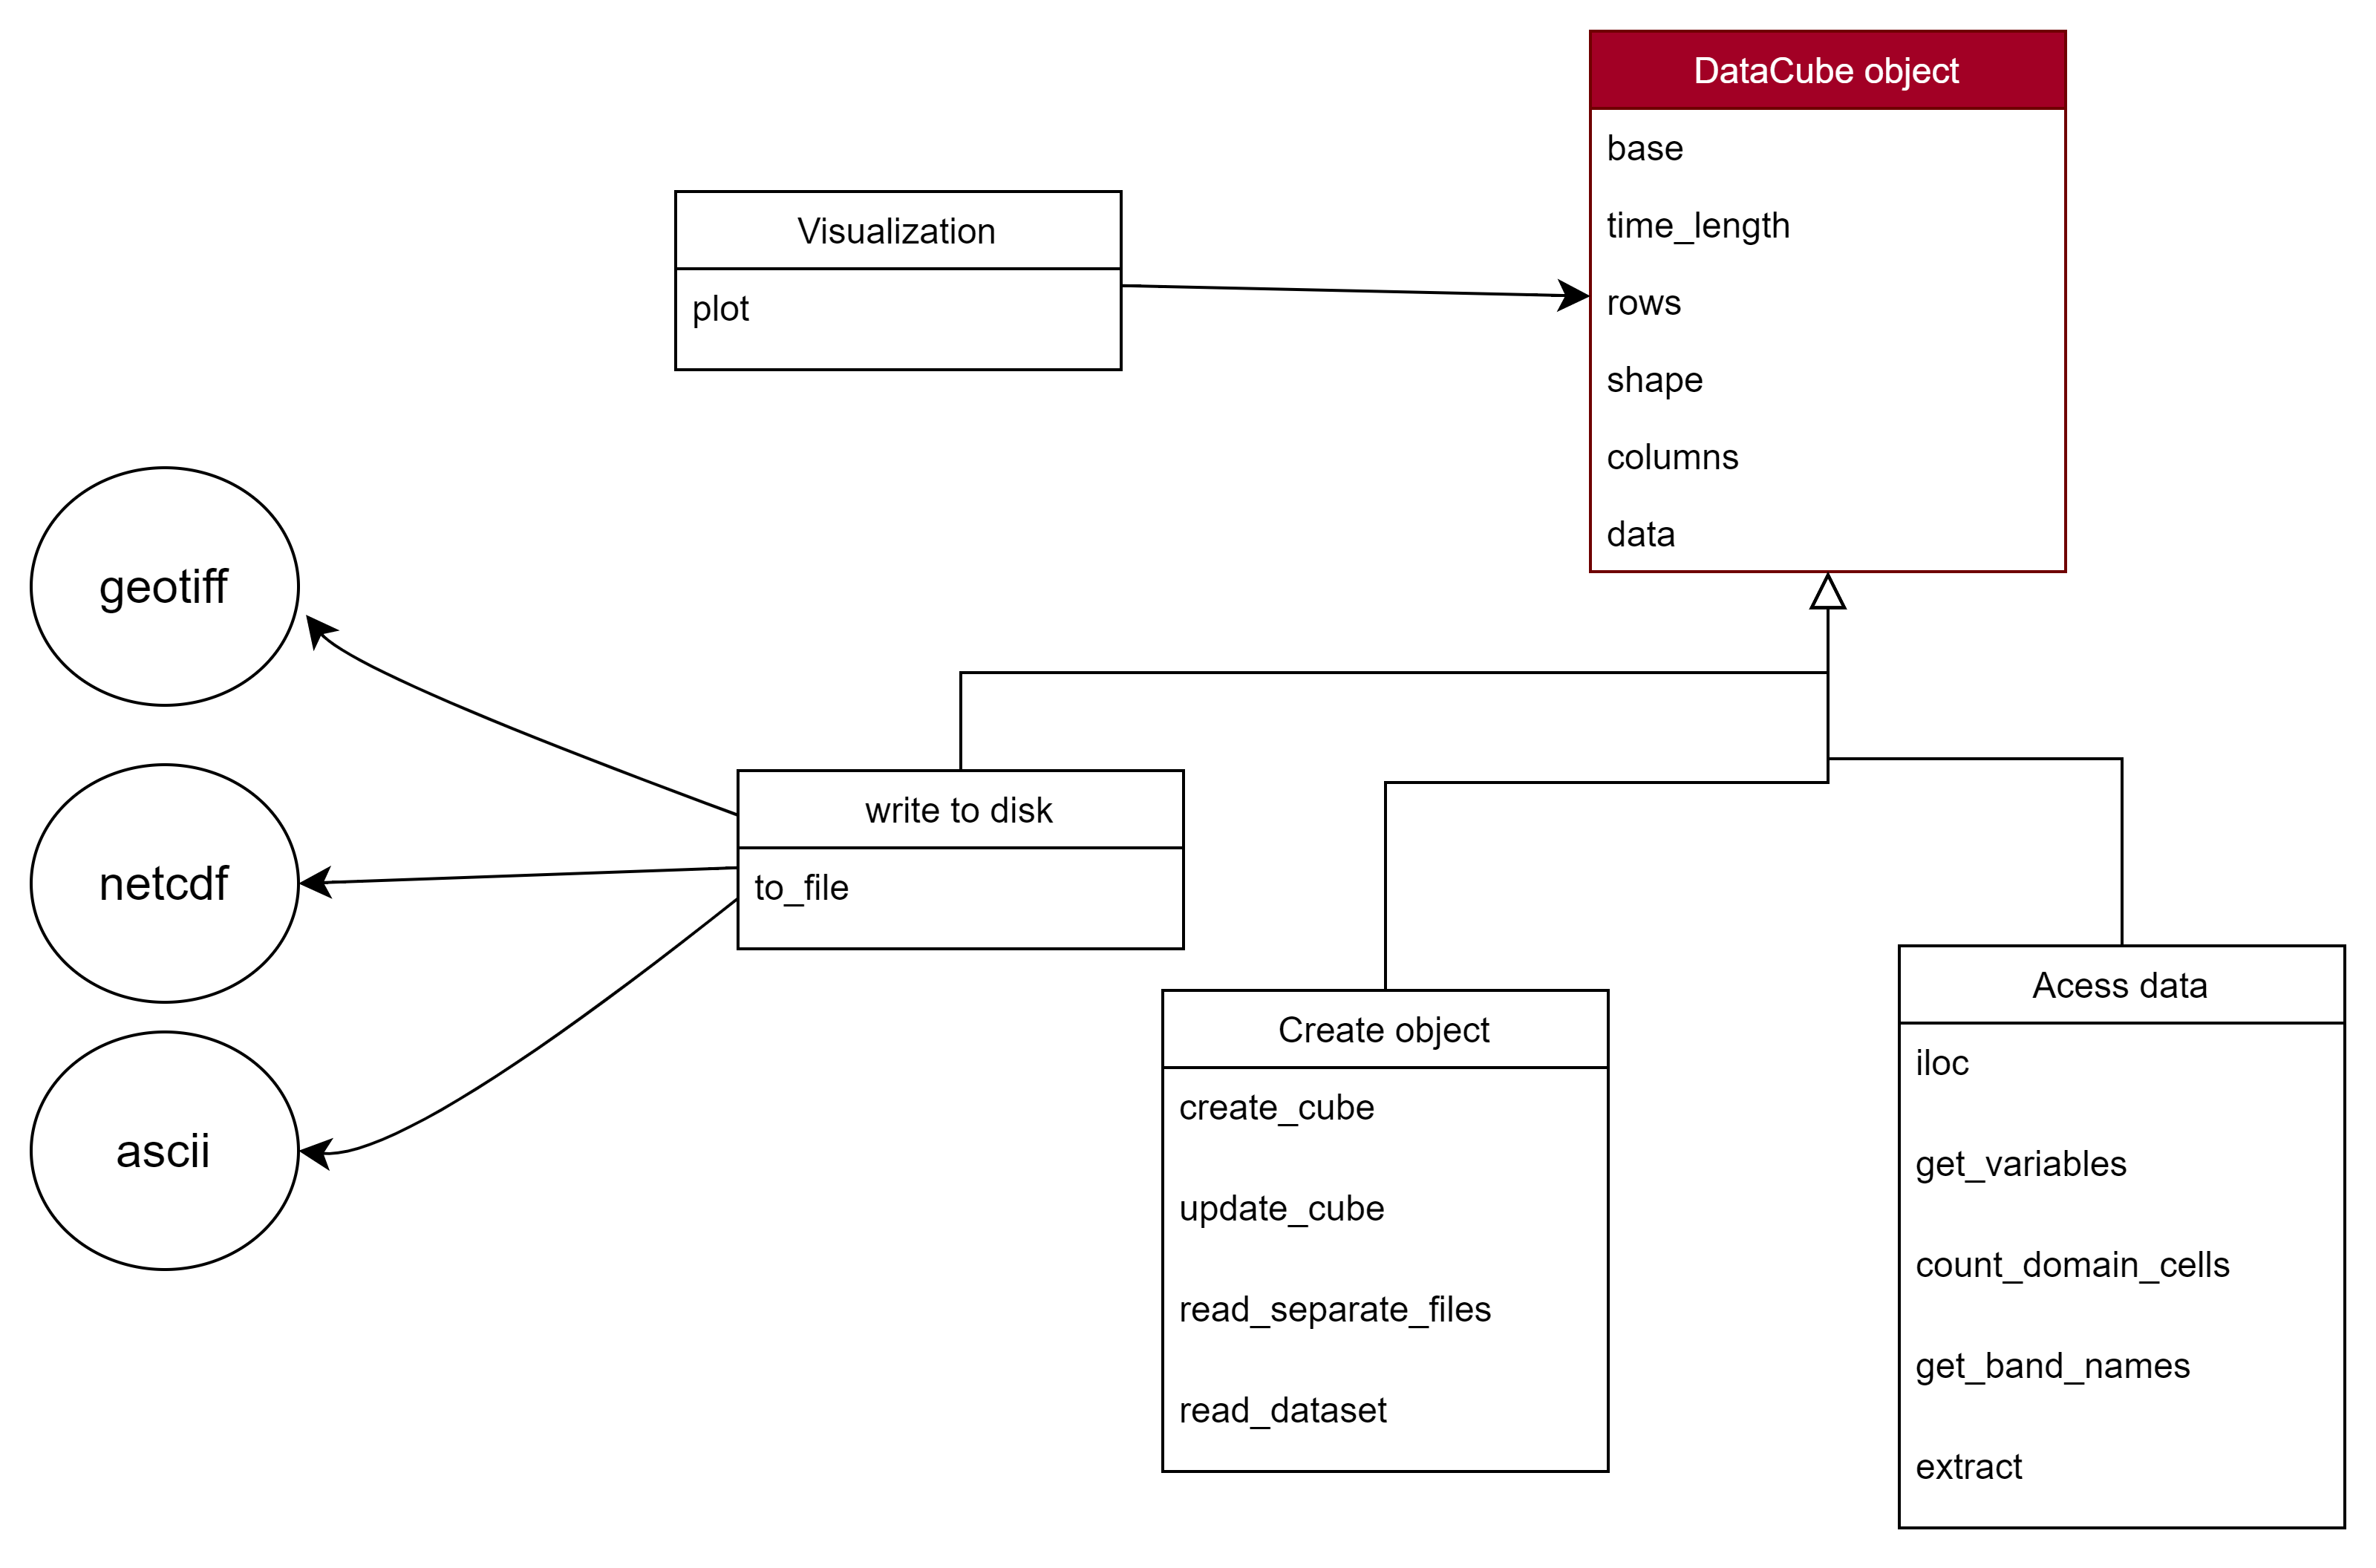 DataCube object
base
time_length
rows
shape
columns
data
Visualization
plot
geotiff
netcdf
ascii
write to disk
to_file
Create object
create_cube
update_cube
read_separate_files
read_dataset
Acess data
iloc
get_variables
count_domain_cells
get_band_names
extract